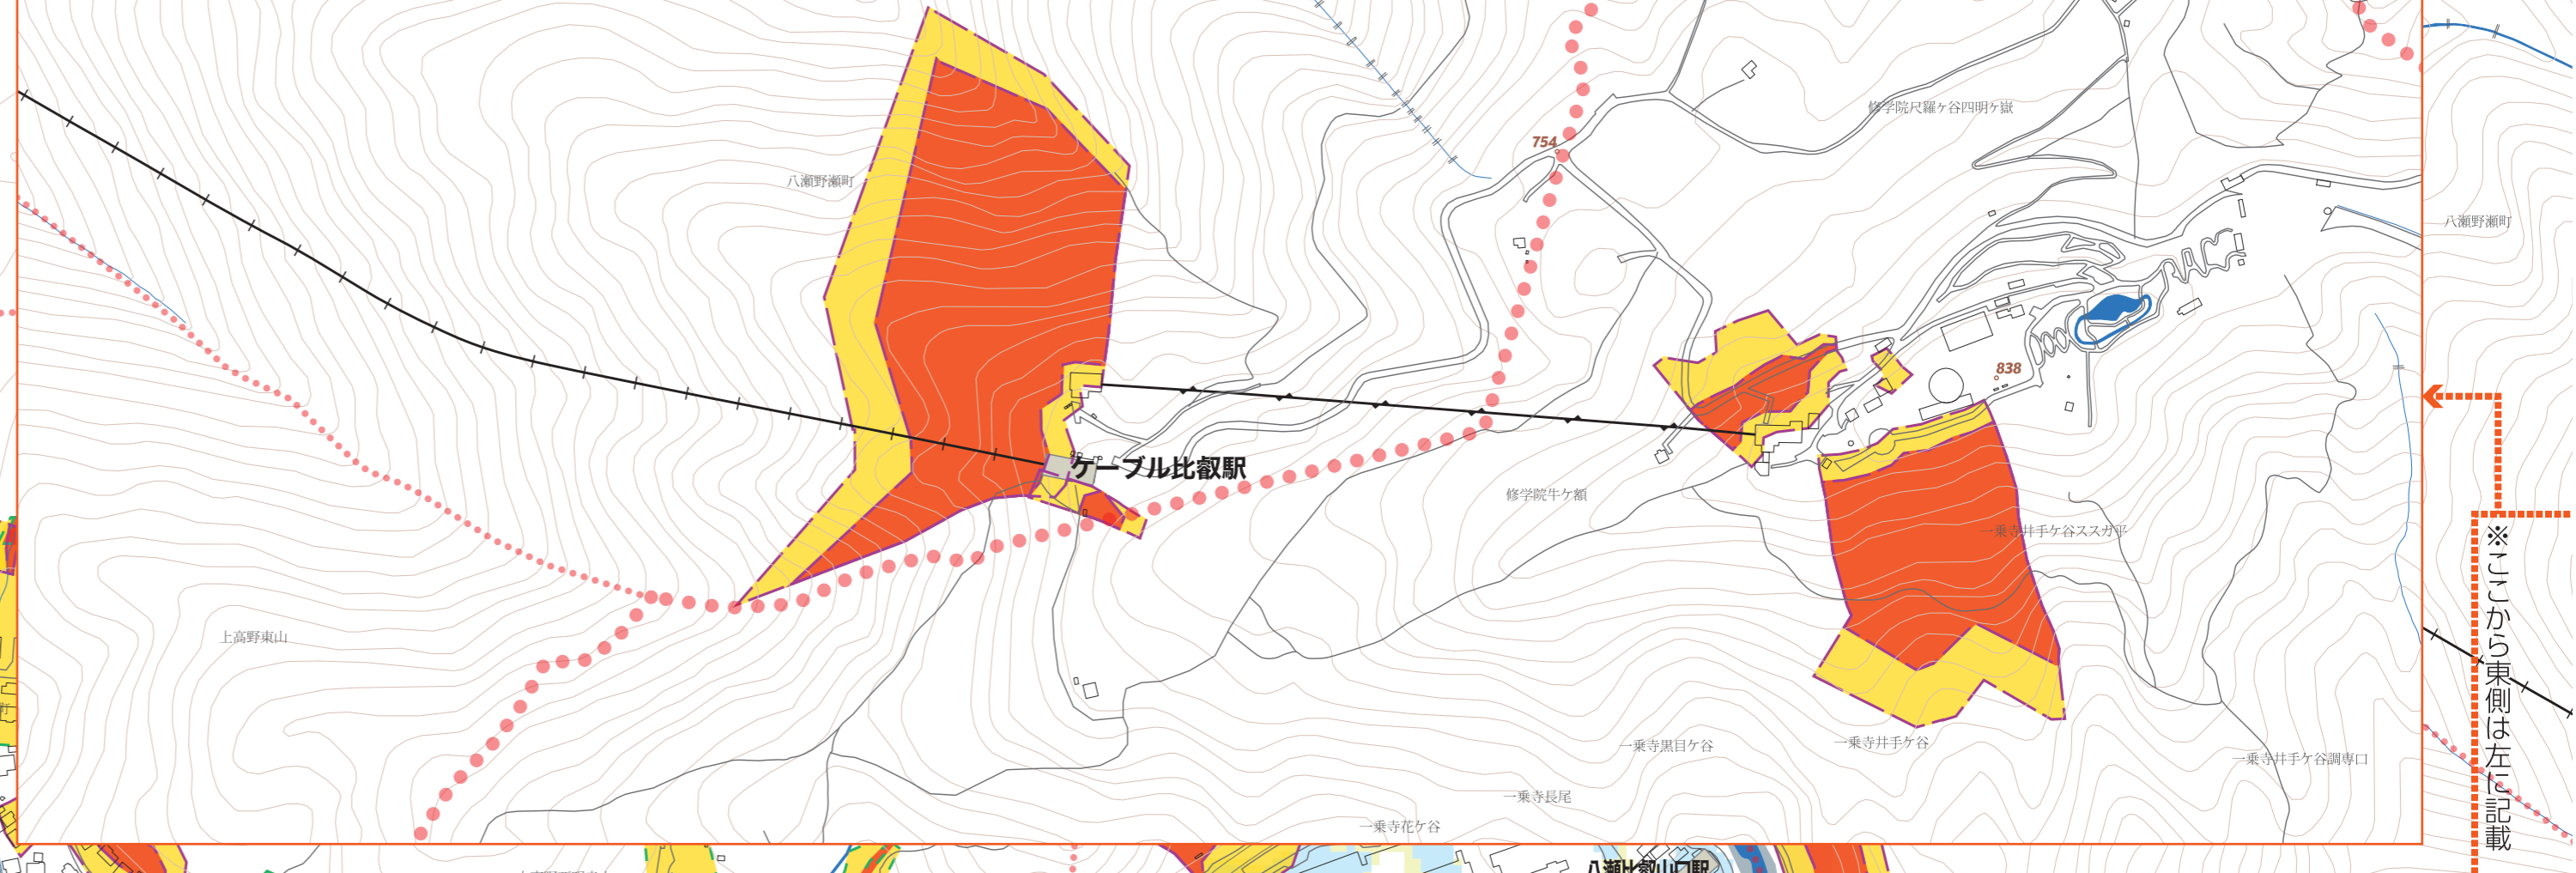 修学院尺羅ヶ谷四明ケ嶽
754
八瀬野瀬町
八瀬野瀬町
838
ケーブル比叡駅
修学院牛ケ額
一乗寺井手ケ谷ススガ平
※ここから東側は左に記載
上高野東山
町
一乗寺黒目ケ谷
一乗寺井手ケ谷
一乗寺井手ケ谷調専口
一乗寺長尾
一乗寺花ケ谷
八瀬比叡山口駅